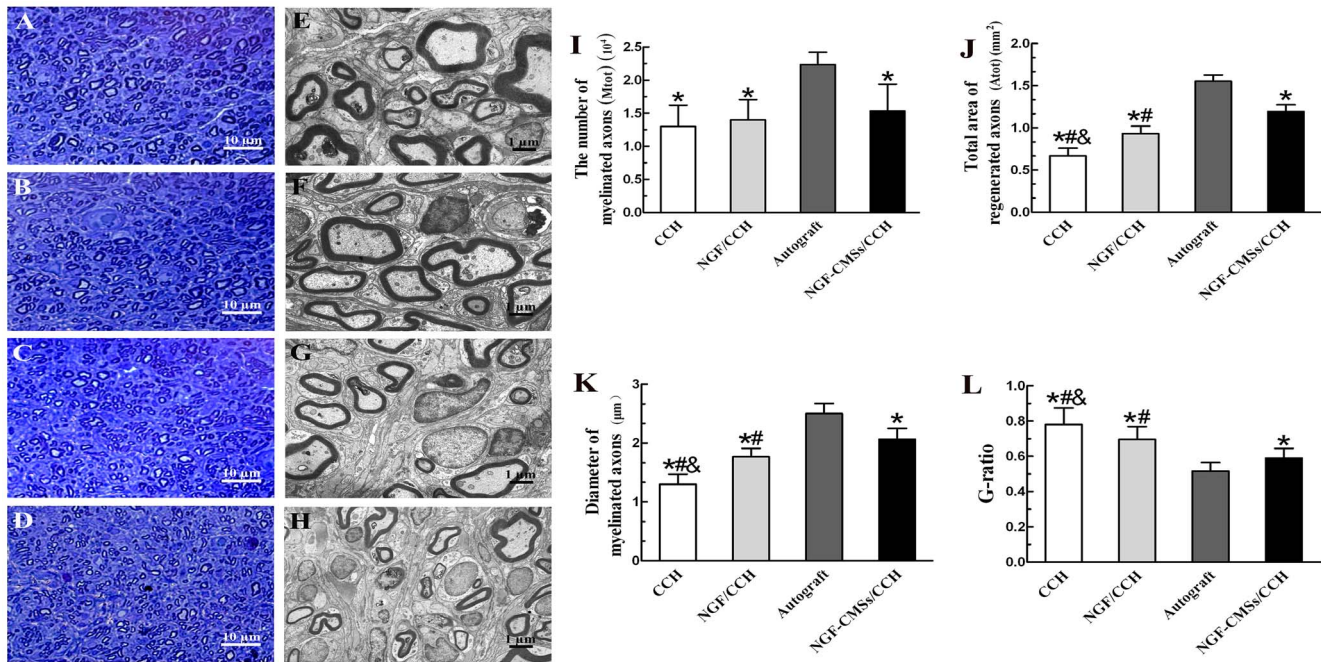 A
10 µm
B
10 µm
C
10 µm
D
10 µm
E
1 µm
F
1 µm
G
1 µm
H
1 µm
I
The number of
myelinated axons (Mtot) (10⁴)
2.5
2.0
1.5
1.0
0.5
0.0
*
*
*
CCH
NGF/CCH
Autograft
NGF-CMSs/CCH
J
Total area of
regenerated axons (Atot) (mm²)
2.0
1.5
1.0
0.5
0.0
*#&
*#
*
CCH
NGF/CCH
Autograft
NGF-CMSs/CCH
K
Diameter of
myelinated axons (µm)
3
2
1
0
*#&
*#
*
CCH
NGF/CCH
Autograft
NGF-CMSs/CCH
L
G-ratio
1.0
0.8
0.6
0.4
0.2
0.0
*#&
*#
*
CCH
NGF/CCH
Autograft
NGF-CMSs/CCH